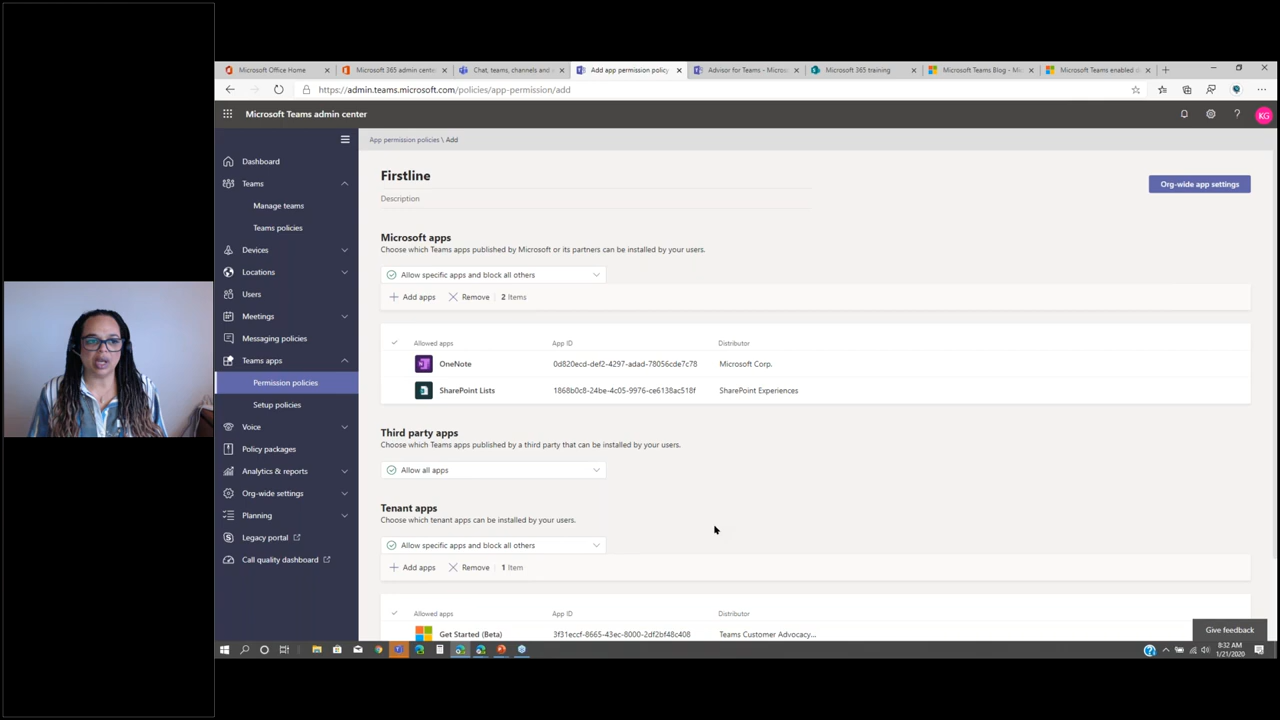 Microsoft Office Home
Microsoft 365 admin cente
Chat, teams, channels and
Add app permission policy
Advisor for Teams - Micros
Microsoft 365 training
Microsoft Teams Blog - Mi
Microsoft Teams enabled d
https://admin.teams.microsoft.com/policies/app-permission/add
Microsoft Teams admin center
KG
Dashboard
Teams
Manage teams
Teams policies
Devices
Locations
Users
Meetings
Messaging policies
Teams apps
Permission policies
Setup policies
Voice
Policy packages
Analytics & reports
Org-wide settings
Planning
Legacy portal
Call quality dashboard
App permission policies \ Add
Firstline
Org-wide app settings
Description
Microsoft apps
Choose which Teams apps published by Microsoft or its partners can be installed by your users.
Allow specific apps and block all others
Add apps Remove 2 Items
Allowed apps App ID Distributor
OneNote 0d820ecd-def2-4297-adad-78056cde7c78 Microsoft Corp.
SharePoint Lists 1868b0c8-24be-4c05-9976-ce6138ac518f SharePoint Experiences
Third party apps
Choose which Teams apps published by a third party that can be installed by your users.
Allow all apps
Tenant apps
Choose which tenant apps can be installed by your users.
Allow specific apps and block all others
Add apps Remove 1 Item
Allowed apps App ID Distributor
Get Started (Beta) 3f31eccf-8665-43ec-8000-2df2bf48c408 Teams Customer Advocacy...
Give feedback
8:32 AM
1/21/2020